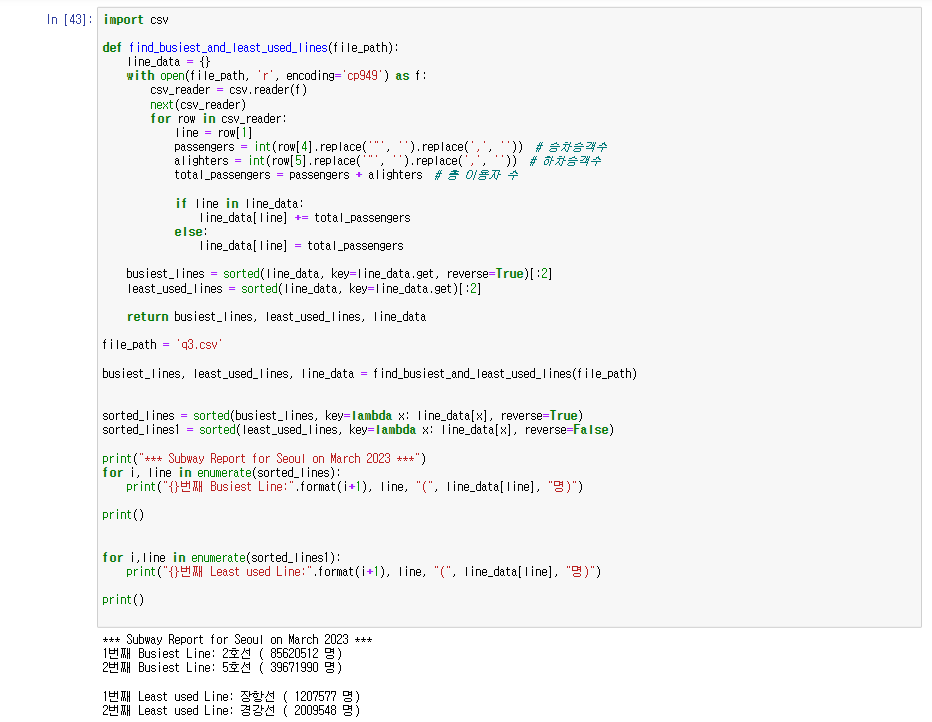 In [43]: import csv
def find_busiest_and_least_used_lines(file_path):
    line_data = {}
    with open(file_path, 'r', encoding='cp949') as f:
        csv_reader = csv.reader(f)
        next(csv_reader)
        for row in csv_reader:
            line = row[1]
            passengers = int(row[4].replace('"', '').replace(',', ''))  # 승차승객수
            alighters = int(row[5].replace('"', '').replace(',', ''))  # 하차승객수
            total_passengers = passengers + alighters  # 총 이용자 수
            if line in line_data:
                line_data[line] += total_passengers
            else:
                line_data[line] = total_passengers
    busiest_lines = sorted(line_data, key=line_data.get, reverse=True)[:2]
    least_used_lines = sorted(line_data, key=line_data.get)[:2]
    return busiest_lines, least_used_lines, line_data
file_path = 'q3.csv'
busiest_lines, least_used_lines, line_data = find_busiest_and_least_used_lines(file_path)
sorted_lines = sorted(busiest_lines, key=lambda x: line_data[x], reverse=True)
sorted_lines1 = sorted(least_used_lines, key=lambda x: line_data[x], reverse=False)
print("*** Subway Report for Seoul on March 2023 ***")
for i, line in enumerate(sorted_lines):
    print("{}번째 Busiest Line:".format(i+1), line, "(", line_data[line], "명)")
print()
for i,line in enumerate(sorted_lines1):
    print("{}번째 Least used Line:".format(i+1), line, "(", line_data[line], "명)")
print()
*** Subway Report for Seoul on March 2023 ***
1번째 Busiest Line: 2호선 ( 85620512 명)
2번째 Busiest Line: 5호선 ( 39671990 명)
1번째 Least used Line: 장항선 ( 1207577 명)
2번째 Least used Line: 경강선 ( 2009548 명)